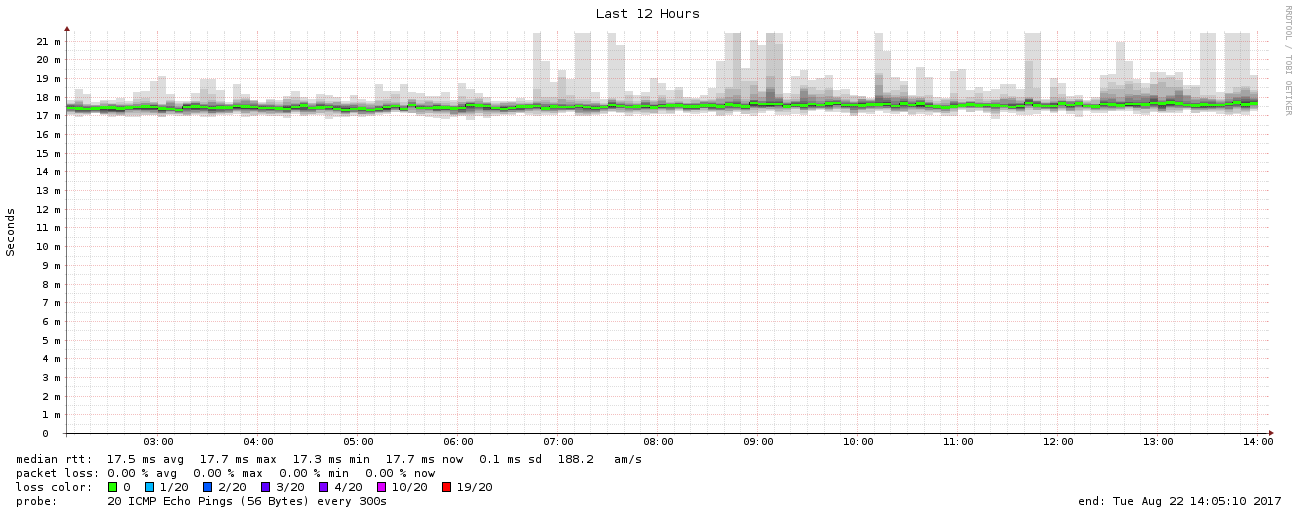 Last 12 Hours
RRDTOOL / TOBI OETIKER
Seconds
21 m
20 m
19 m
18 m
17 m
16 m
15 m
14 m
13 m
12 m
11 m
10 m
9 m
8 m
7 m
6 m
5 m
4 m
3 m
2 m
1 m
0
03:00 04:00 05:00 06:00 07:00 08:00 09:00 10:00 11:00 12:00 13:00 14:00
median rtt: 17.5 ms avg 17.7 ms max 17.3 ms min 17.7 ms now 0.1 ms sd 188.2 am/s
packet loss: 0.00 % avg 0.00 % max 0.00 % min 0.00 % now
loss color: 0 1/20 2/20 3/20 4/20 10/20 19/20
probe: 20 ICMP Echo Pings (56 Bytes) every 300s end: Tue Aug 22 14:05:10 2017